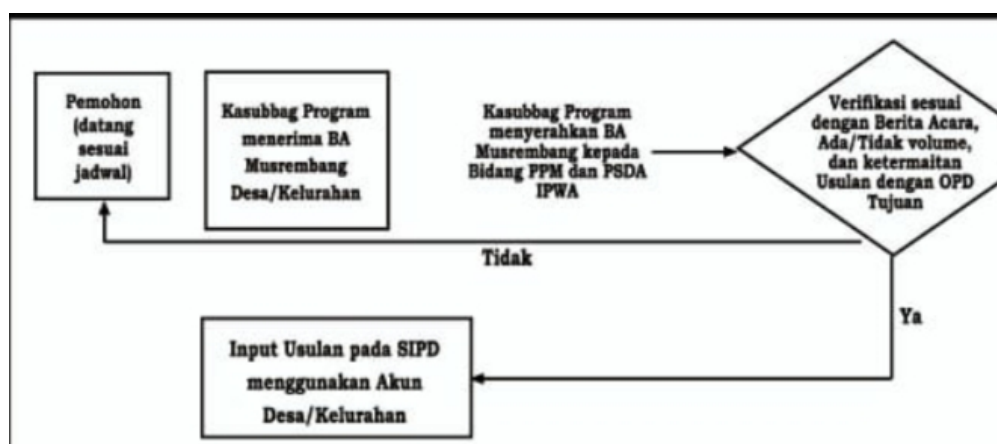 Pemohon
(datang
sesuai
jadwal)
Kasubbag Program
menerima BA
Musrembang
Desa/Kelurahan
Kasubbag Program
menyerahkan BA
Musrembang kepada
Bidang PPM dan PSDA
IPWA
Verifikasi sesuai
dengan Berita Acara,
Ada/Tidak volume,
dan ketermaitan
Usulan dengan OPD
Tujuan
Tidak
Ya
Input Usulan pada SIPD
menggunakan Akun
Desa/Kelurahan